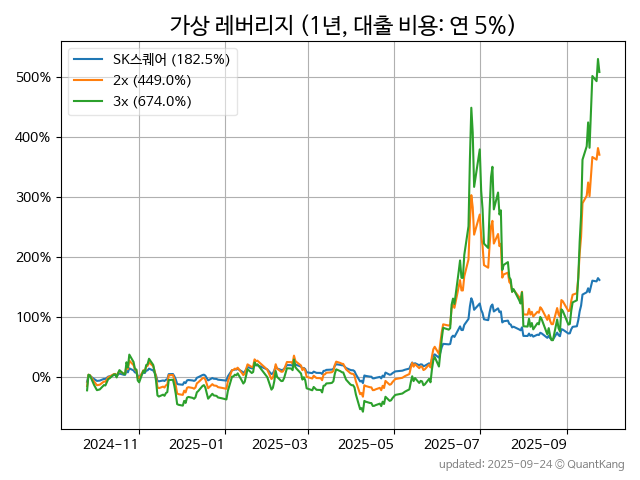 가상 레버리지 (1년, 대출 비용: 연 5%)
SK스퀘어 (182.5%)
2x (449.0%)
3x (674.0%)
500%
400%
300%
200%
100%
0%
2024-11 2025-01 2025-03 2025-05 2025-07 2025-09
updated: 2025-09-24 © QuantKang